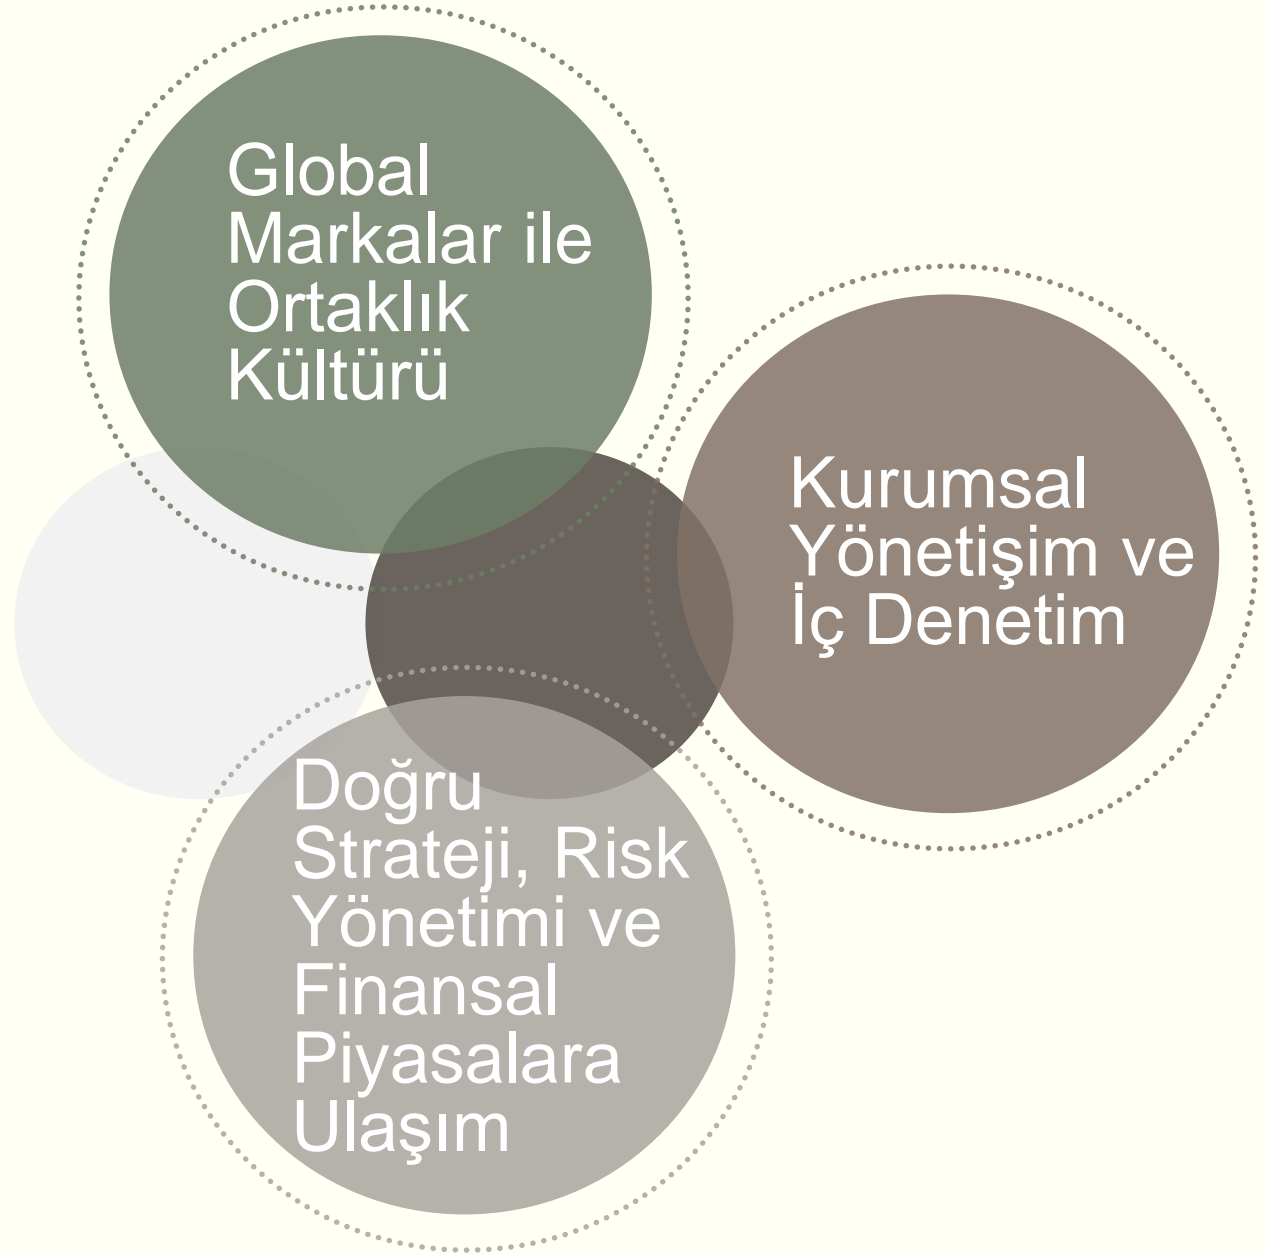 Global
Markalar ile
Ortaklık
Kültürü
Kurumsal
Yönetişim ve
İç Denetim
Doğru
Strateji, Risk
Yönetimi ve
Finansal
Piyasalara
Ulaşım